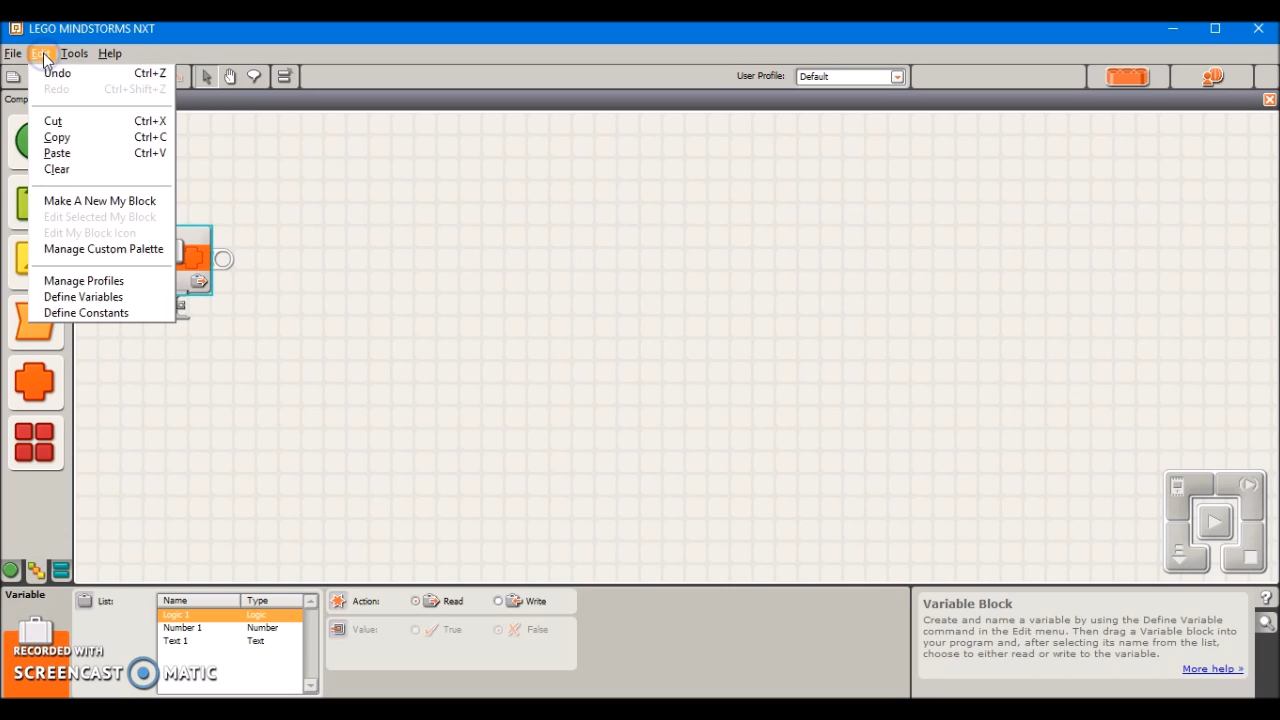 LEGO MINDSTORMS NXT
File Edit Tools Help
User Profile: Default
Undo Ctrl+Z
Redo Ctrl+Shift+Z
Cut Ctrl+X
Copy Ctrl+C
Paste Ctrl+V
Clear
Make A New My Block
Edit Selected My Block
Edit My Block Icon
Manage Custom Palette
Manage Profiles
Define Variables
Define Constants
Variable
List:
Name Type
Logic 1 Logic
Number 1 Number
Text 1 Text
Action: Read Write
Value: True False
Variable Block
Create and name a variable by using the Define Variable
command in the Edit menu. Then drag a Variable block into
your program and, after selecting its name from the list,
choose to either read or write to the variable.
More help »
RECORDED WITH
SCREENCAST MATIC